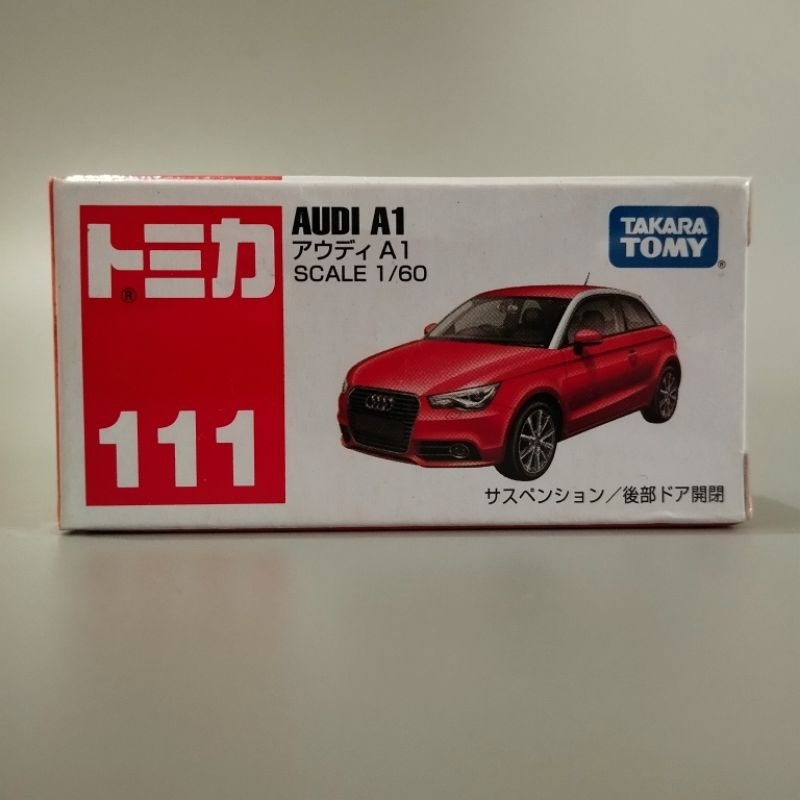 トミカ®
111
AUDI A1
アウディ A1
SCALE 1/60
TAKARA
TOMY®
サスペンション／後部ドア開閉